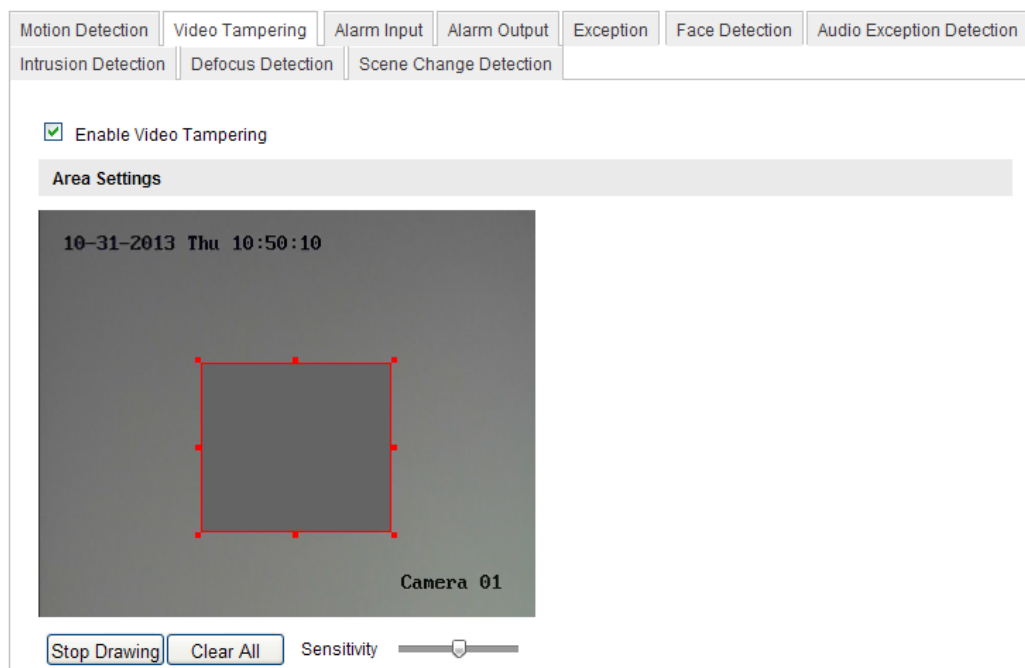 Motion Detection Video Tampering Alarm Input Alarm Output Exception Face Detection Audio Exception Detection
Intrusion Detection Defocus Detection Scene Change Detection
Enable Video Tampering
Area Settings
10-31-2013 Thu 10:50:10
Camera 01
Stop Drawing Clear All Sensitivity